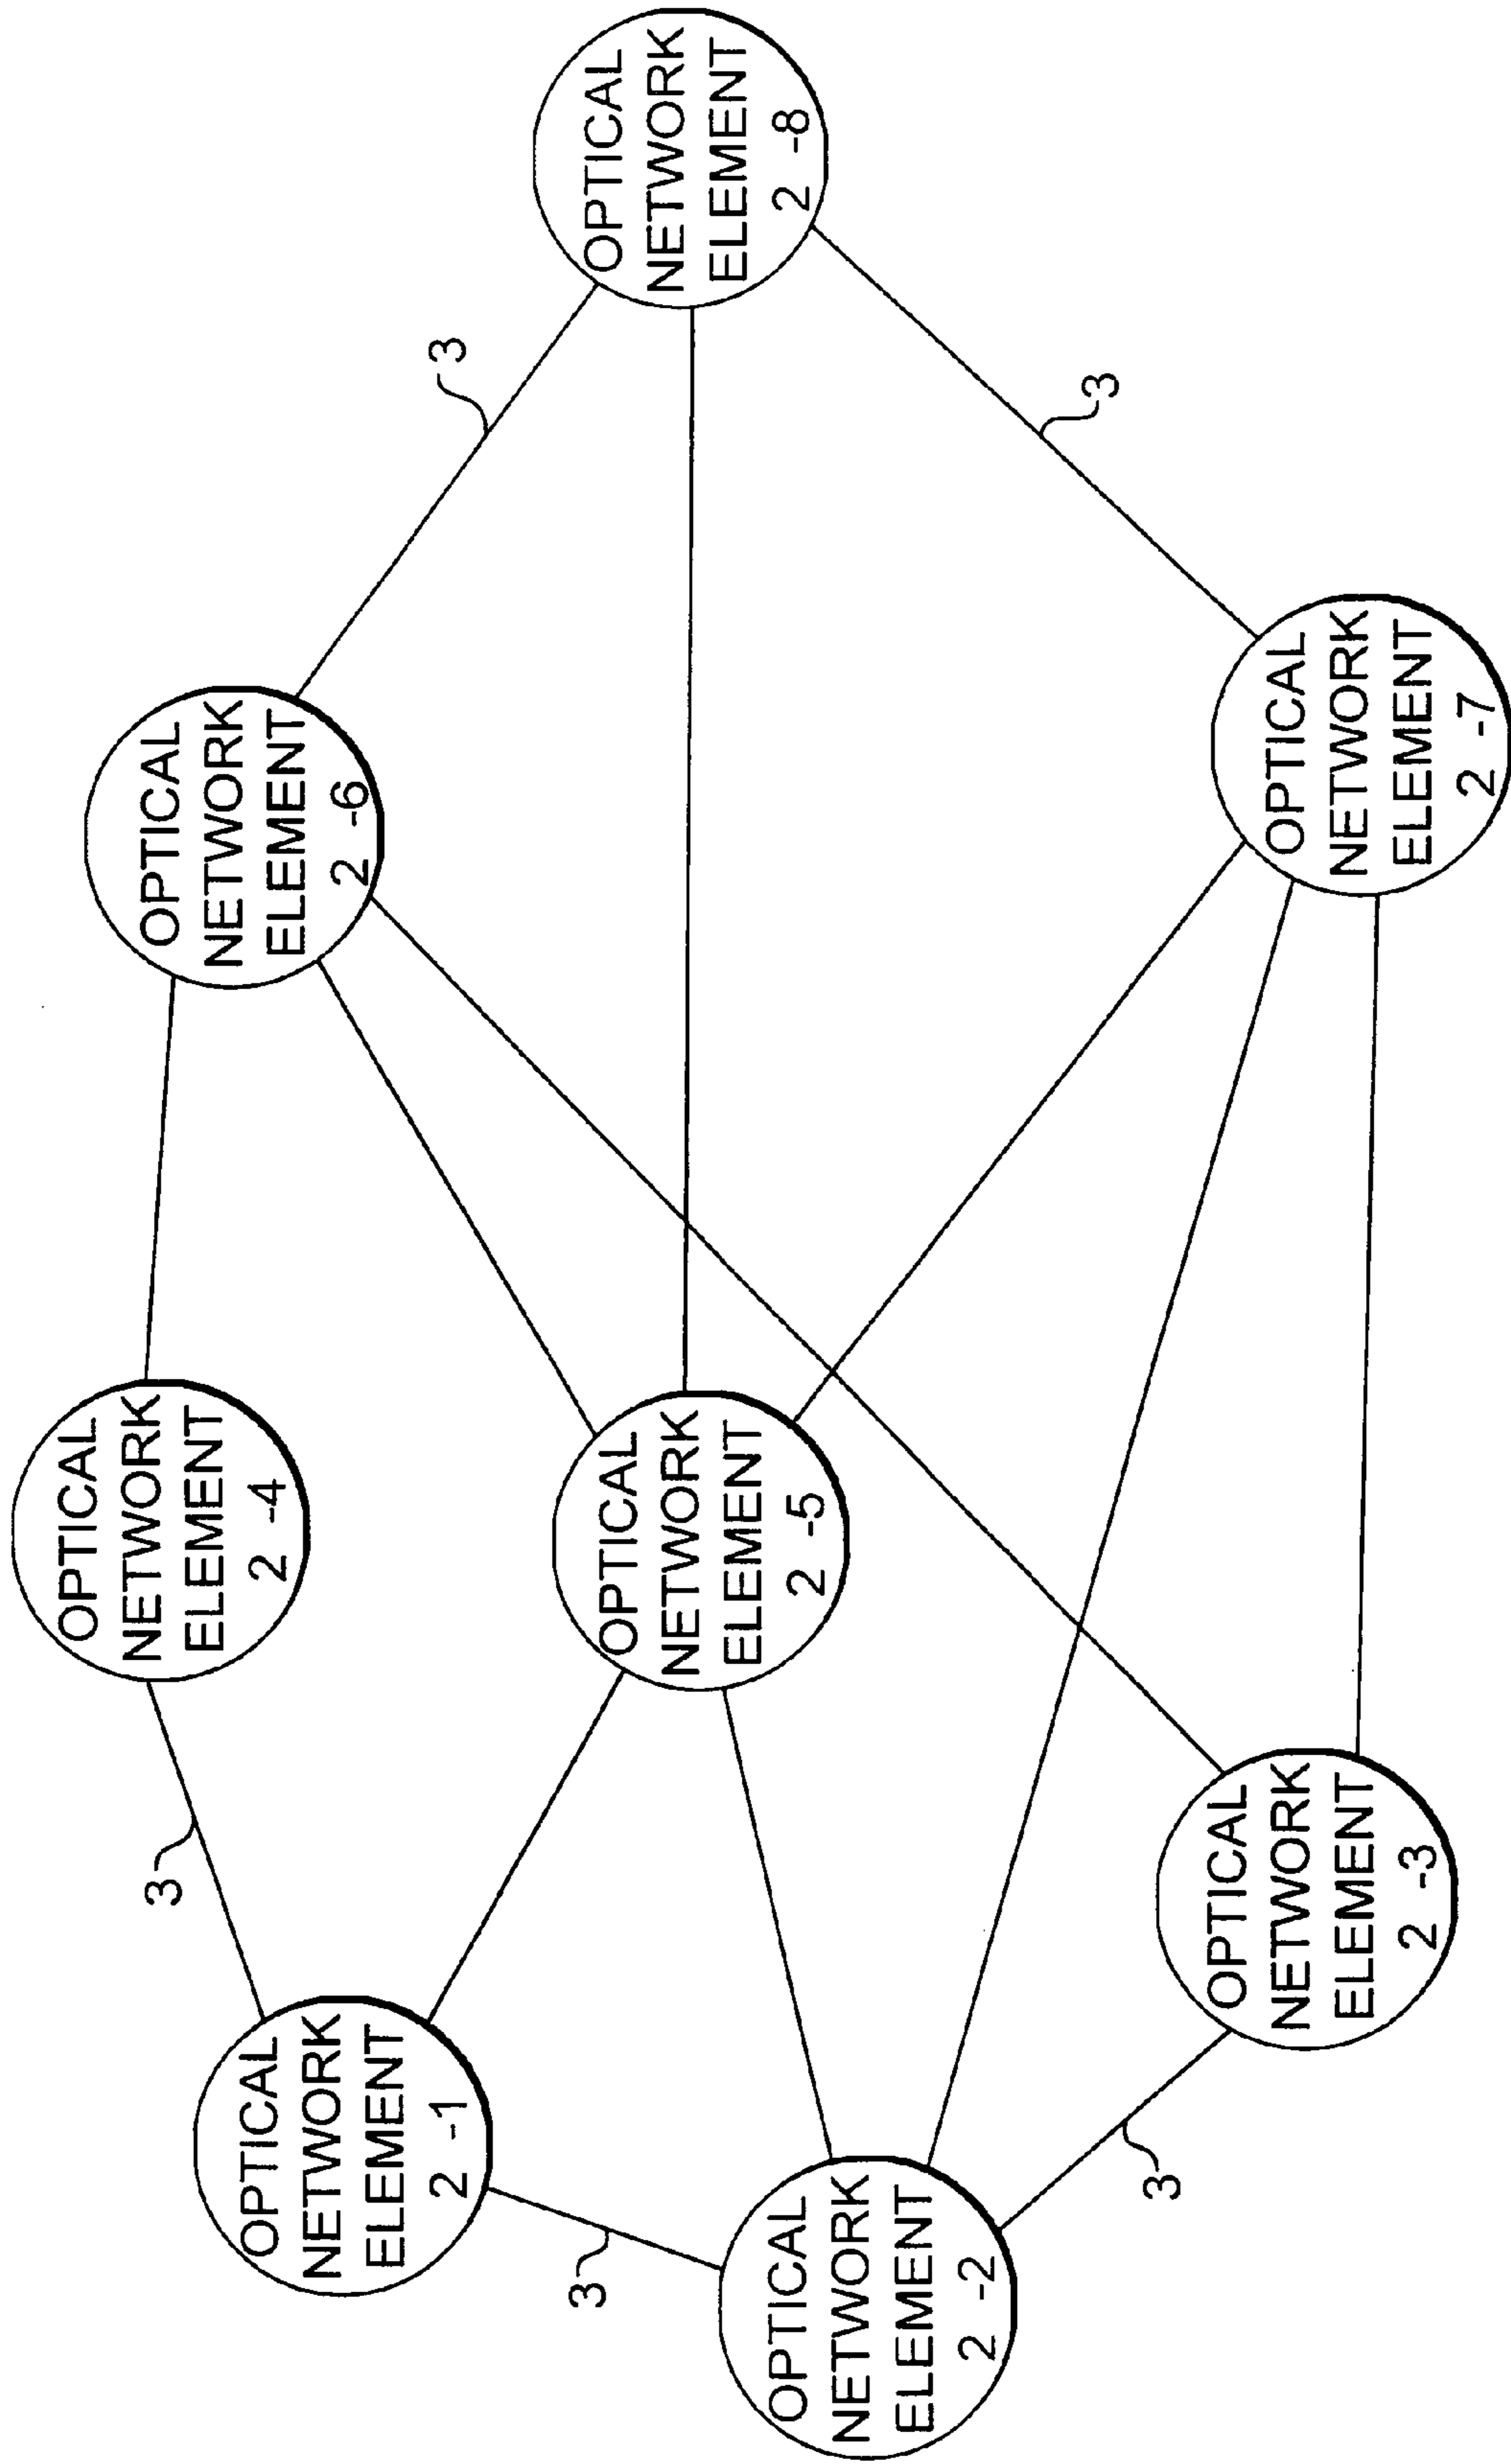 OPTICAL
NETWORK
ELEMENT
2 -1
OPTICAL
NETWORK
ELEMENT
2 -2
OPTICAL
NETWORK
ELEMENT
2 -3
OPTICAL
NETWORK
ELEMENT
2 -4
OPTICAL
NETWORK
ELEMENT
2 -5
OPTICAL
NETWORK
ELEMENT
2 -6
OPTICAL
NETWORK
ELEMENT
2 -7
OPTICAL
NETWORK
ELEMENT
2 -8
3
3
3
3
3